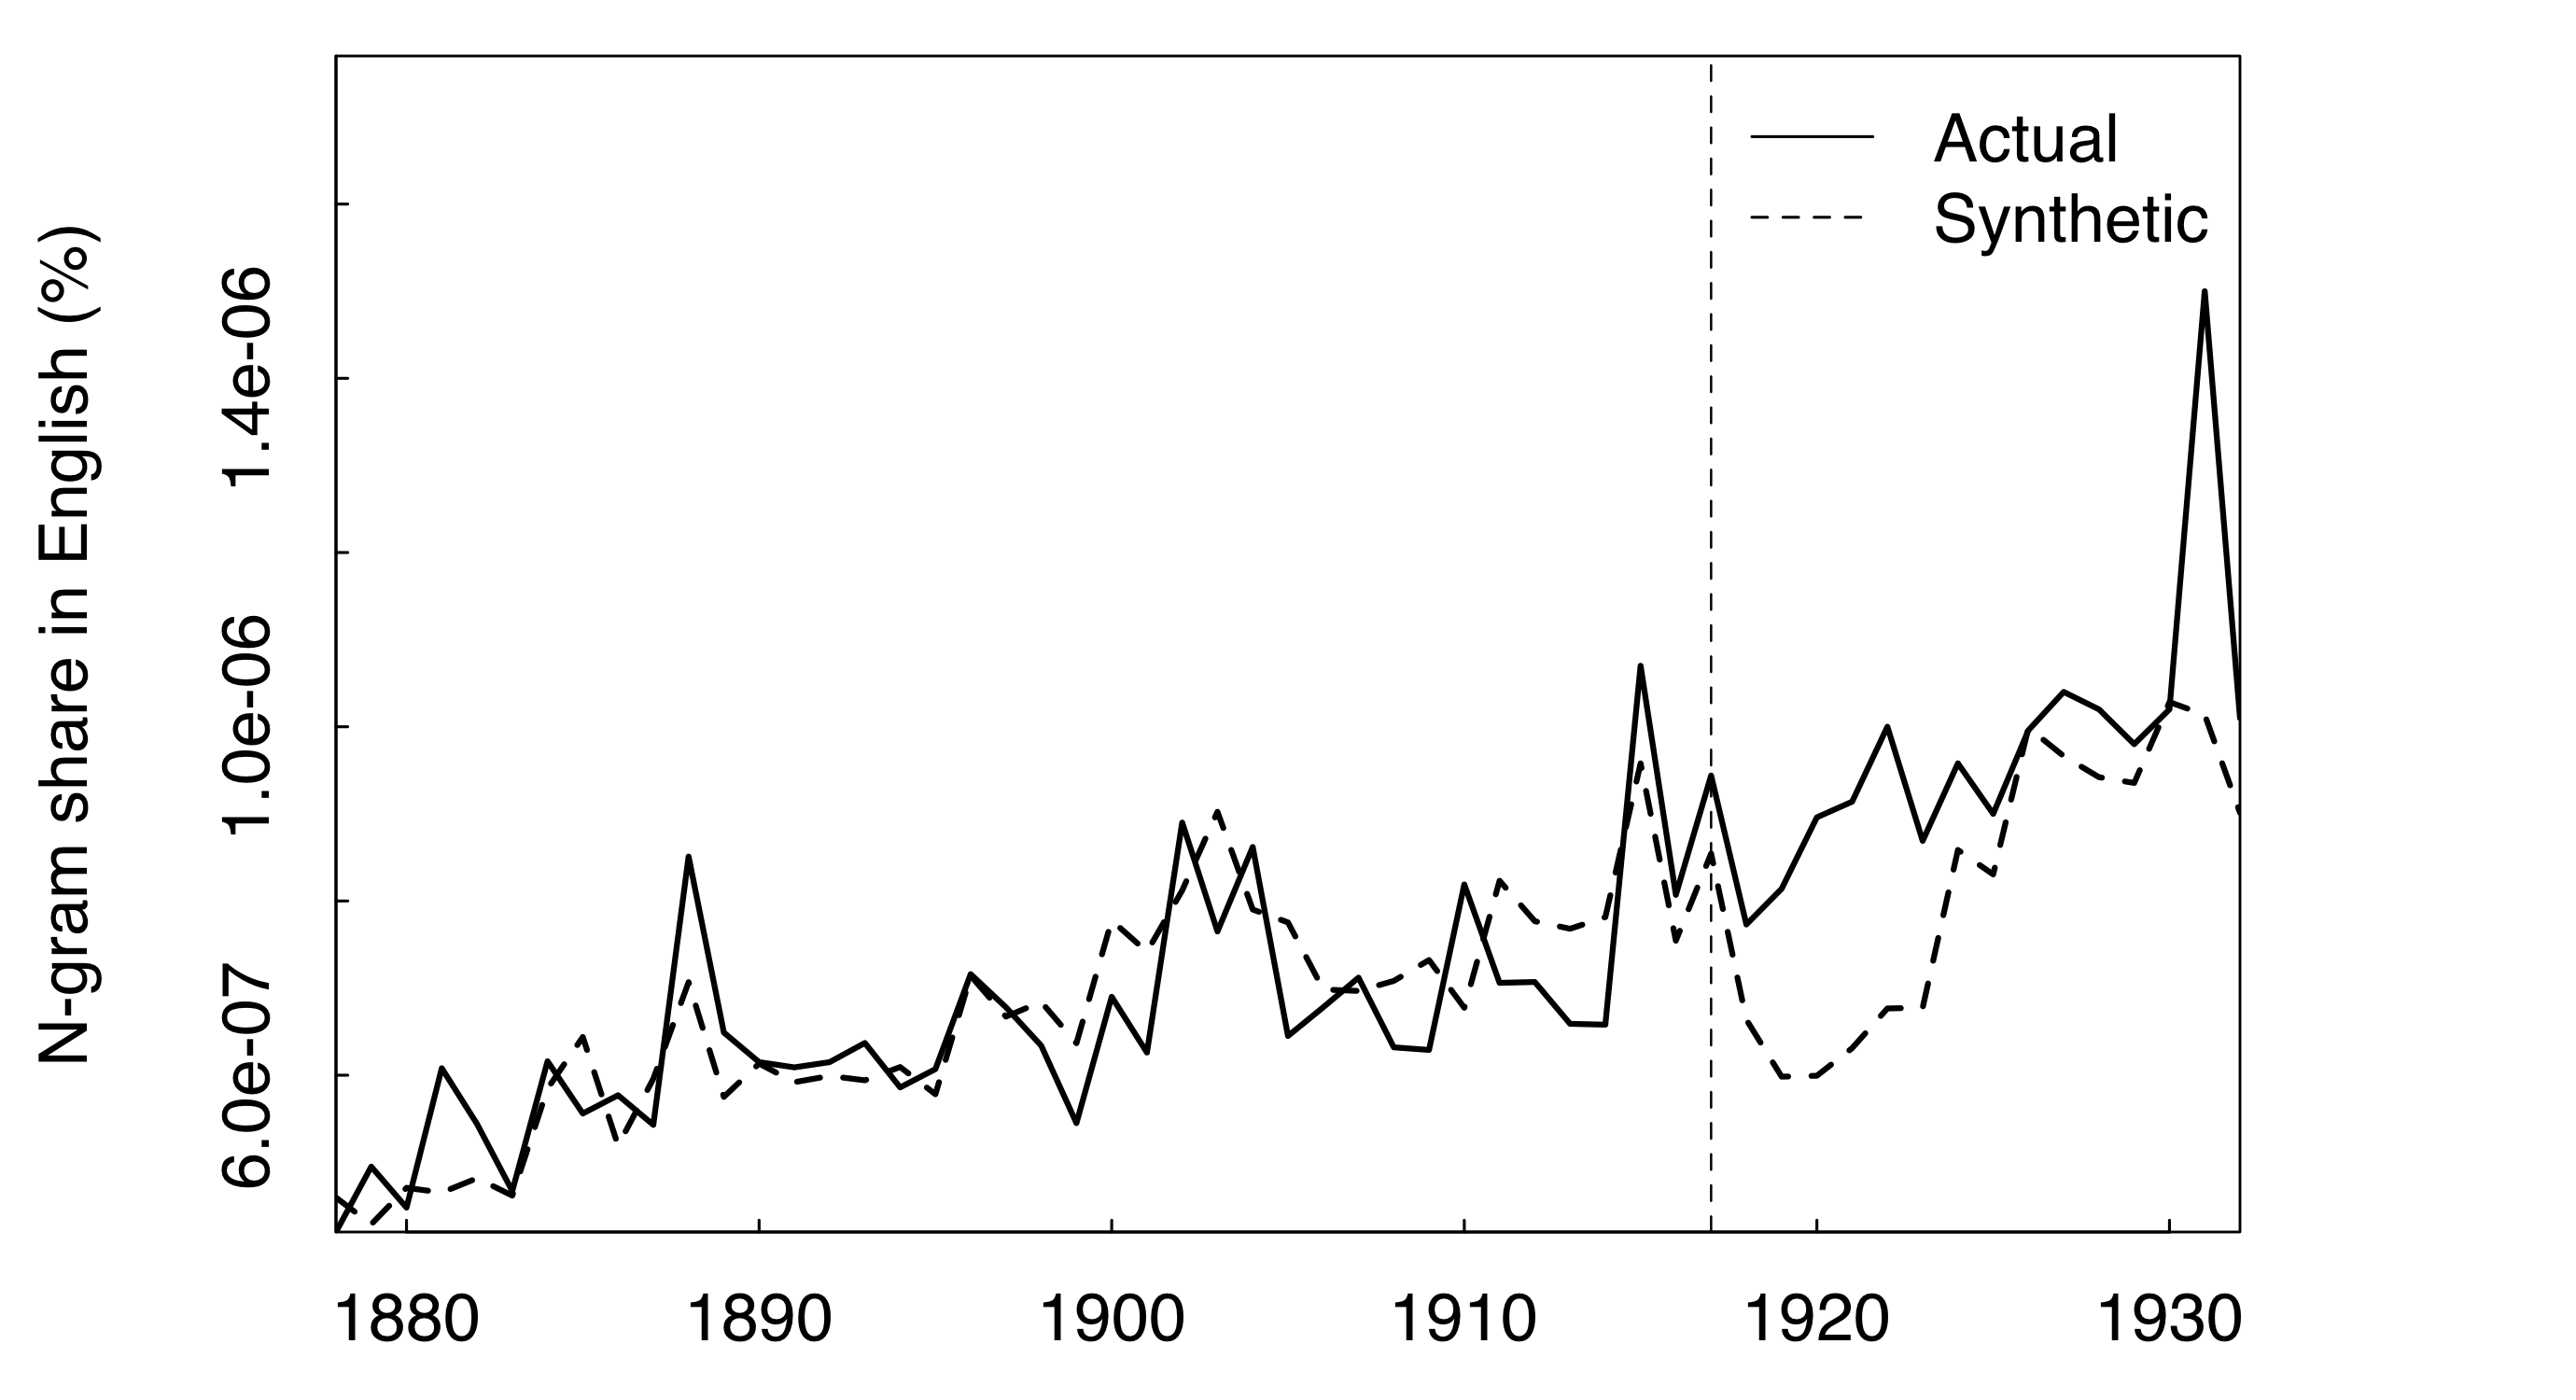 N-gram share in English (%)
1.4e-06
1.0e-06
6.0e-07
Actual
Synthetic
1880 1890 1900 1910 1920 1930